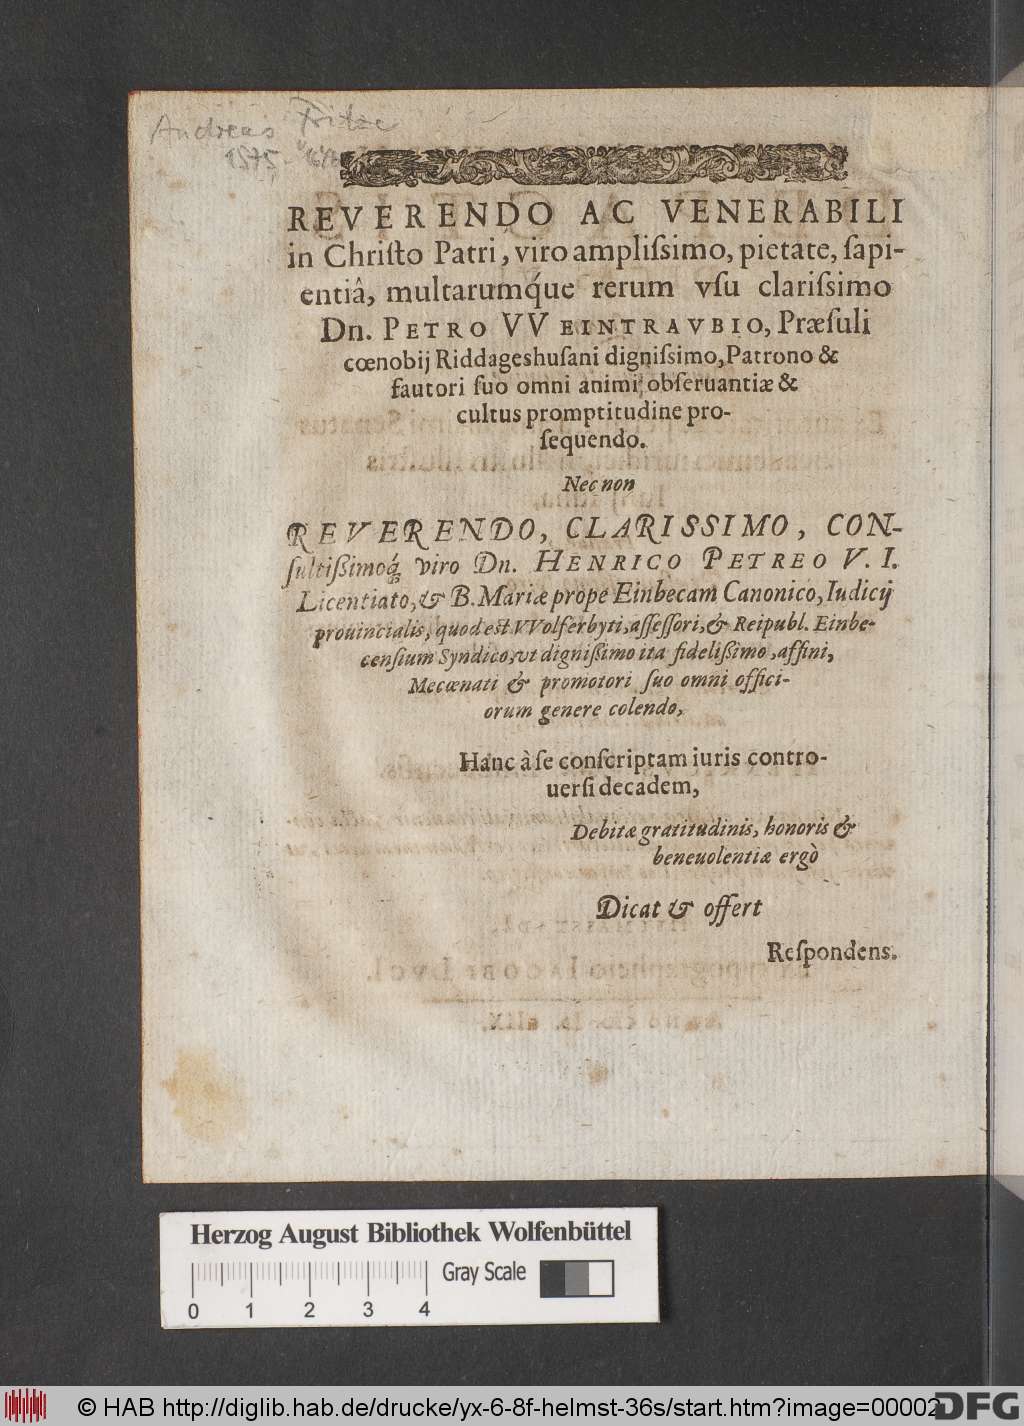 Andreas Fritze
1575-
REVERENDO AC VENERABILI
in Chriſto Patri, viro ampliſsimo, pietate, ſapi-
entiâ, multarumq́ue rerum vſu clariſsimo
Dn. PETRO VVEINTRAVBIO, Præſuli
cœnobij Riddageshuſani digniſsimo, Patrono &
fautori ſuo omni animi, obſeruantiæ &
cultus promptitudine pro-
ſequendo.
Nec non
REVERENDO, CLARISSIMO, CON-
ſultißimoq́ꝫ viro Dn. HENRICO PETREO V. I.
Licentiato, & B. Mariæ prope Einbecam Canonico, Iudicij
prouincialis, quod est VVolferbyti, aſſeſſori, & Reipubl. Einbe-
cenſium Syndico, vt dignißimo ita fidelißimo, affini,
Mecœnati & promotori ſuo omni offici-
orum genere colendo,
Hanc à ſe conſcriptam iuris contro-
uerſi decadem,
Debitæ gratitudinis, honoris &
beneuolentiæ ergò
Dicat & offert
Reſpondens.
Herzog August Bibliothek Wolfenbüttel
Gray Scale
0 1 2 3 4
© HAB http://diglib.hab.de/drucke/yx-6-8f-helmst-36s/start.htm?image=00002
DFG